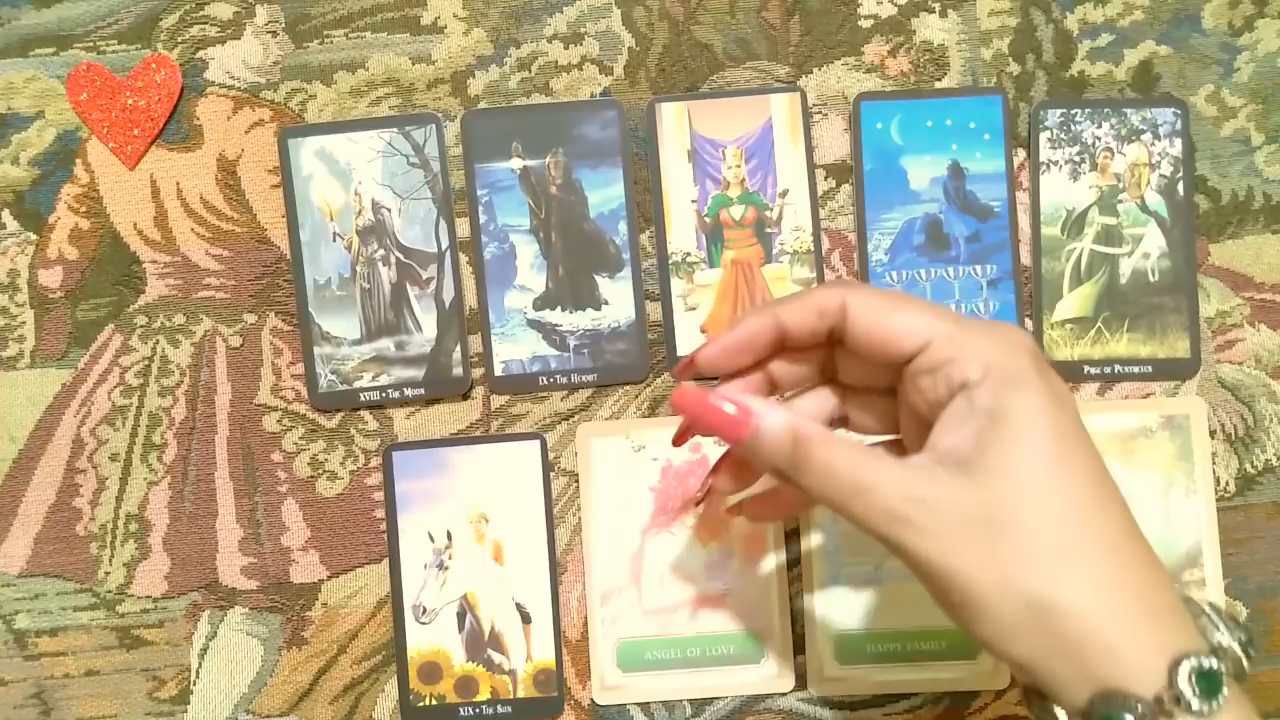 XVIII • The Moon
IX • The Hermit
Page of Pentacles
XIX • The Sun
ANGEL OF LOVE
HAPPY FAMILY